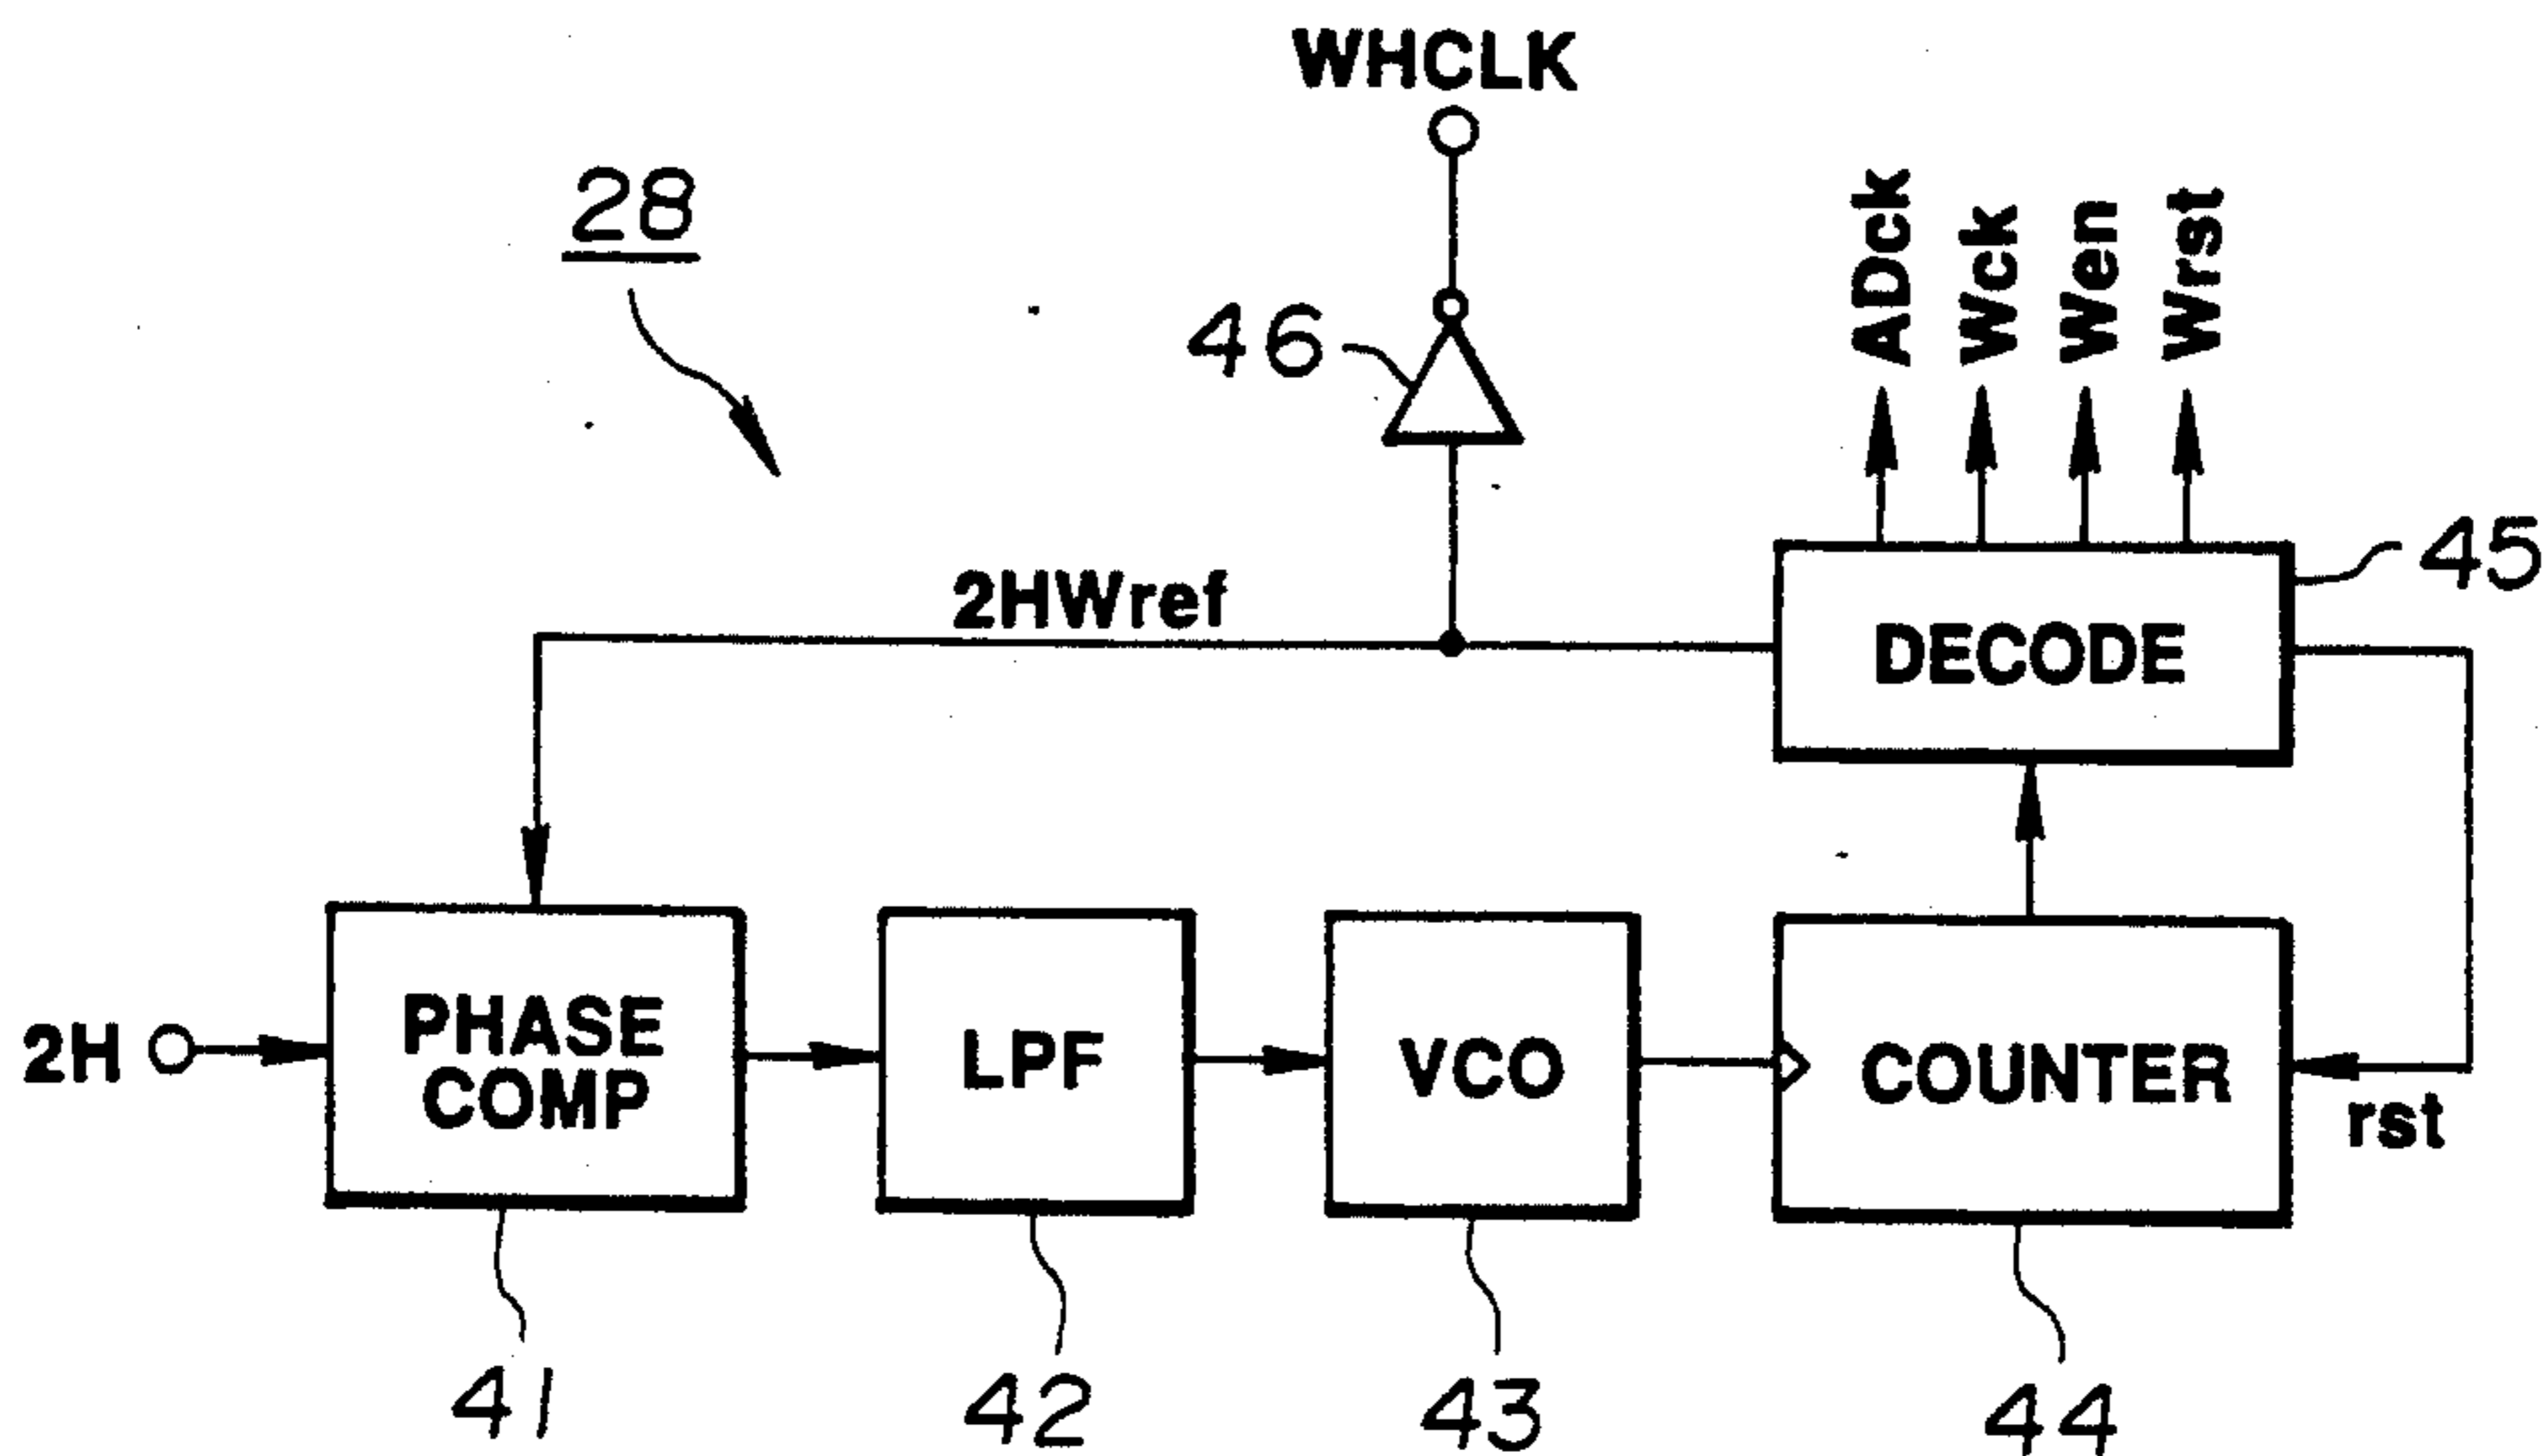 WHCLK
28
46
ADck
Wck
Wen
Wrst
45
2HWref
DECODE
2H
PHASE
COMP
LPF
VCO
COUNTER
rst
41
42
43
44